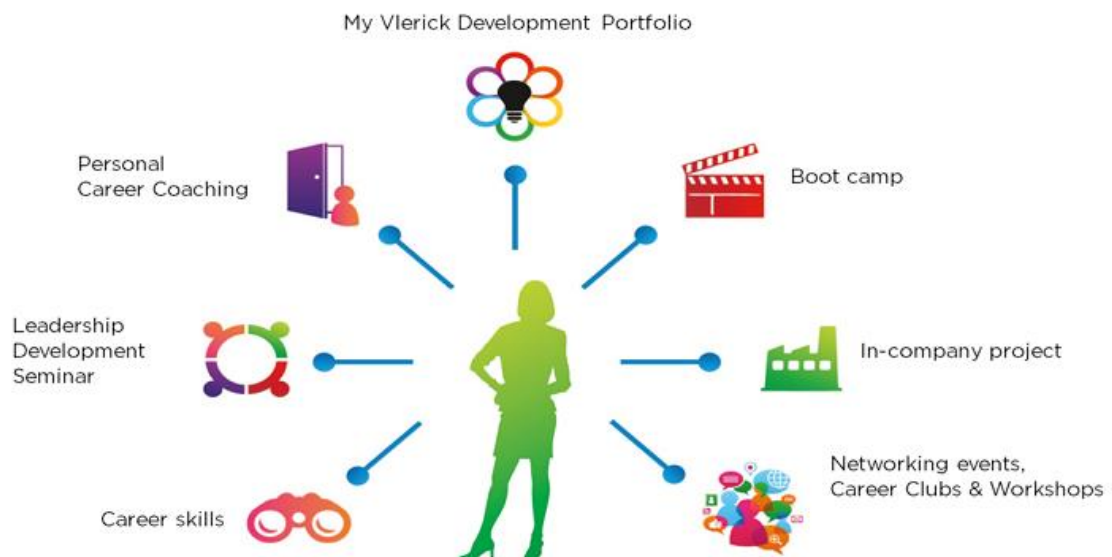 My Vlerick Development Portfolio
Personal
Career Coaching
Boot camp
Leadership
Development
Seminar
In-company project
Networking events,
Career Clubs & Workshops
Career skills